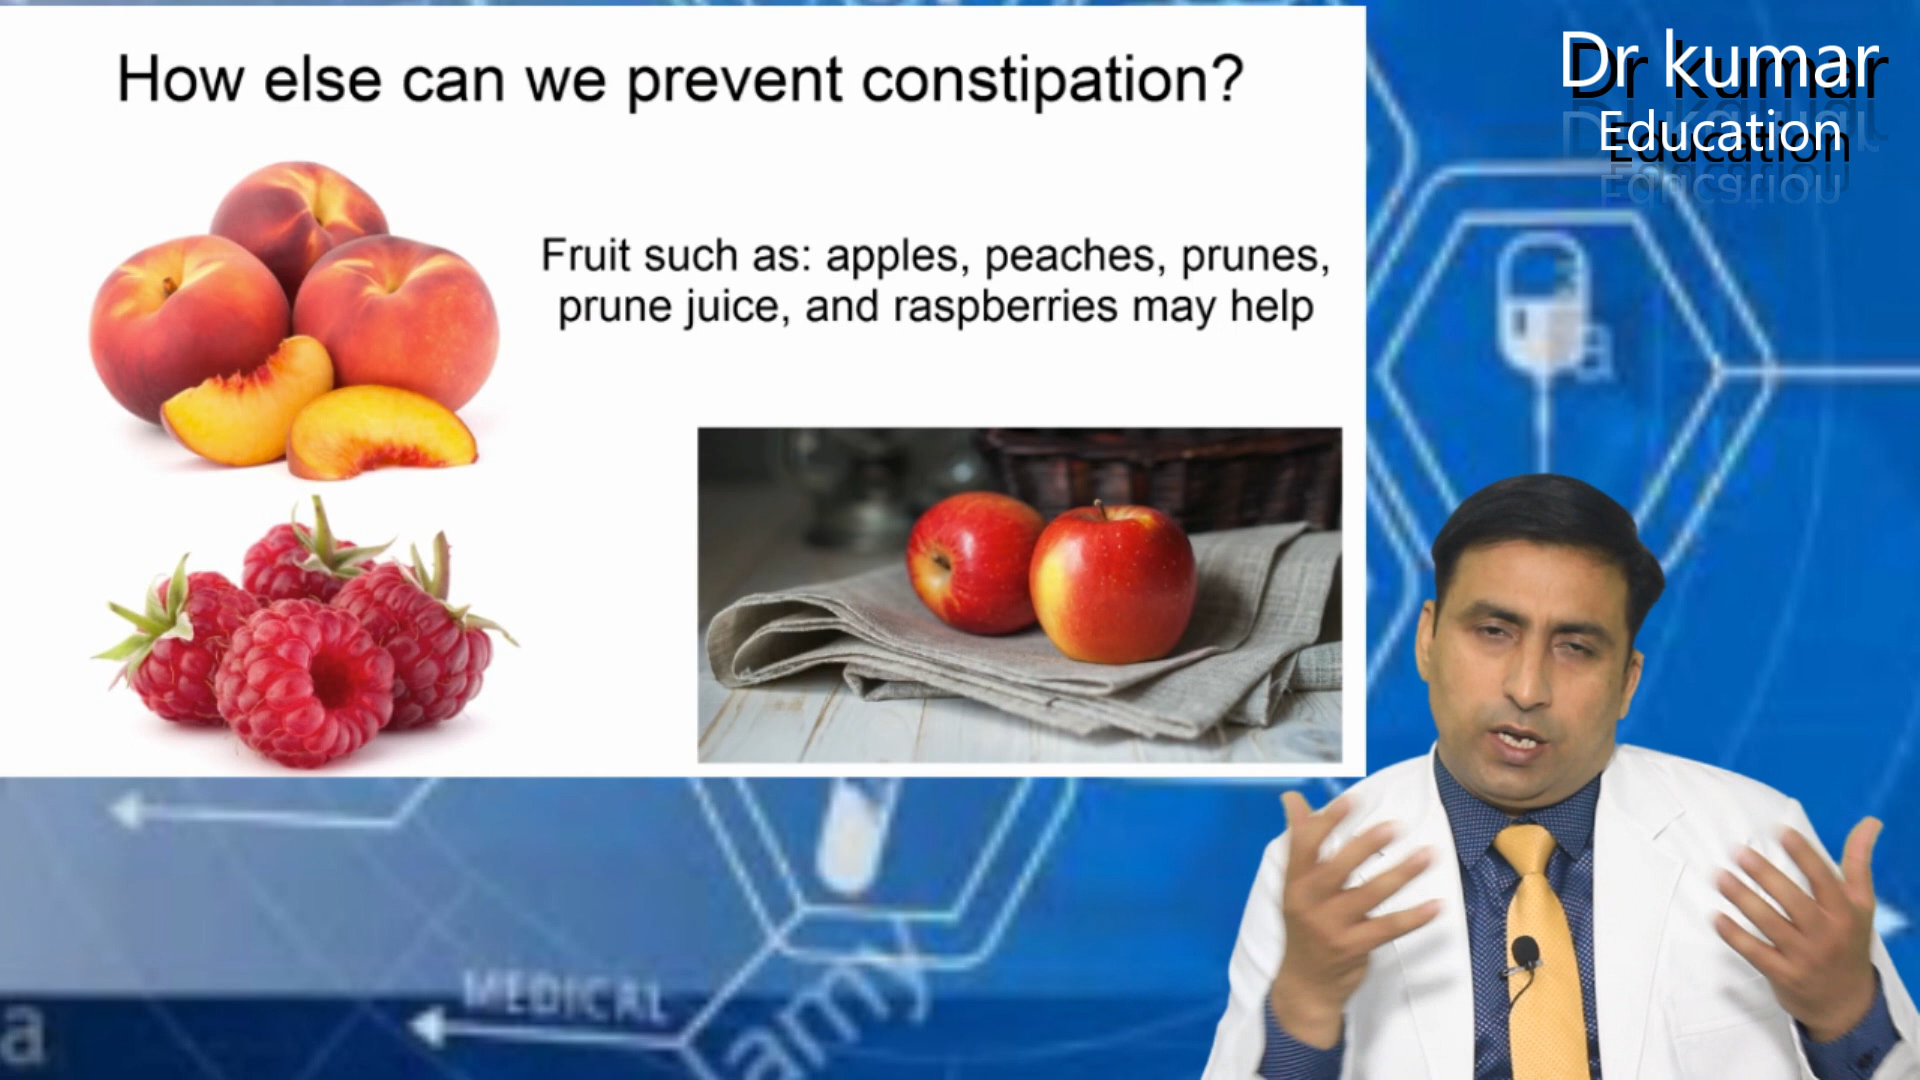 How else can we prevent constipation?
Dr kumar
Education
Fruit such as: apples, peaches, prunes,
prune juice, and raspberries may help
a
MEDICAL
amy
a